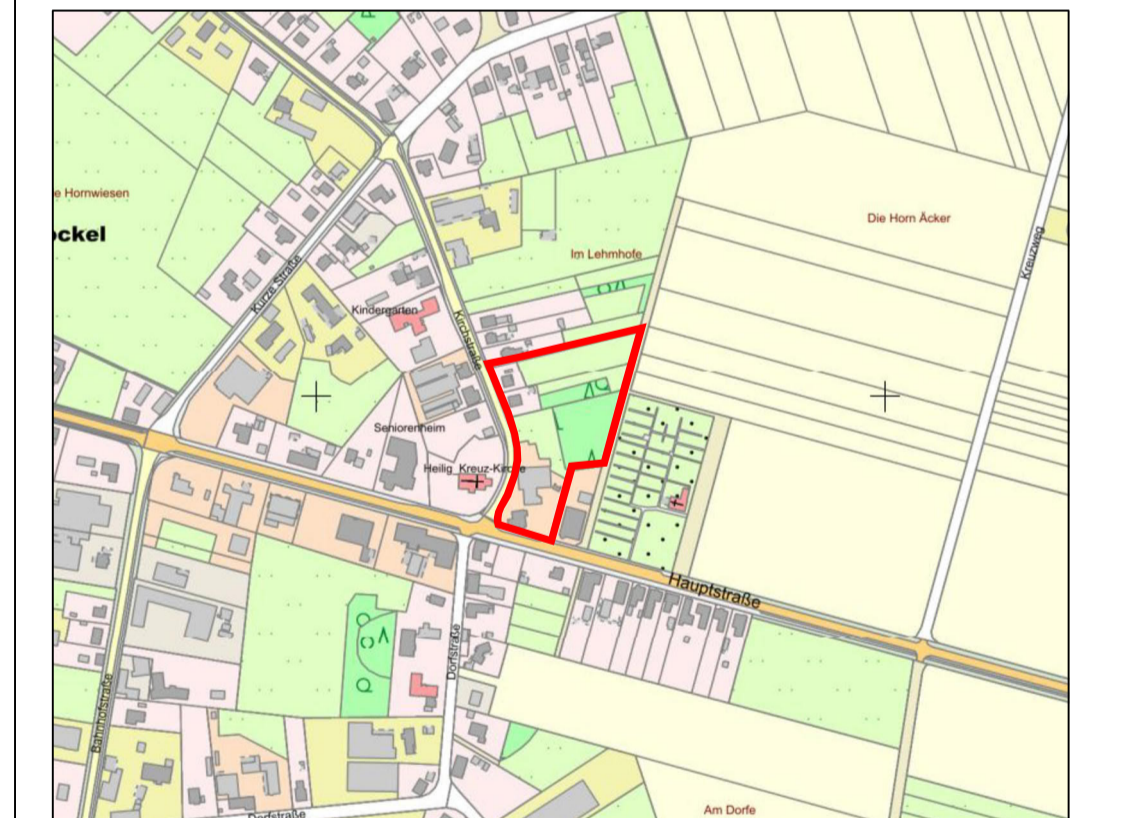 e Hornwiesen
ockel
Die Horn Äcker
Kreuzweg
Im Lehmhofe
Kurze Straße
Kindergarten
Kirchstraße
Seniorenheim
Heilig Kreuz-Kirche
Hauptstraße
Dorfstraße
Bahnhofstraße
Am Dorfe
Dorfstraße